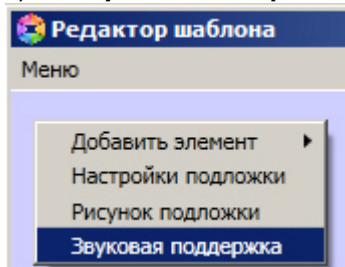 Редактор шаблона
Меню
Добавить элемент
Настройки подложки
Рисунок подложки
Звуковая поддержка